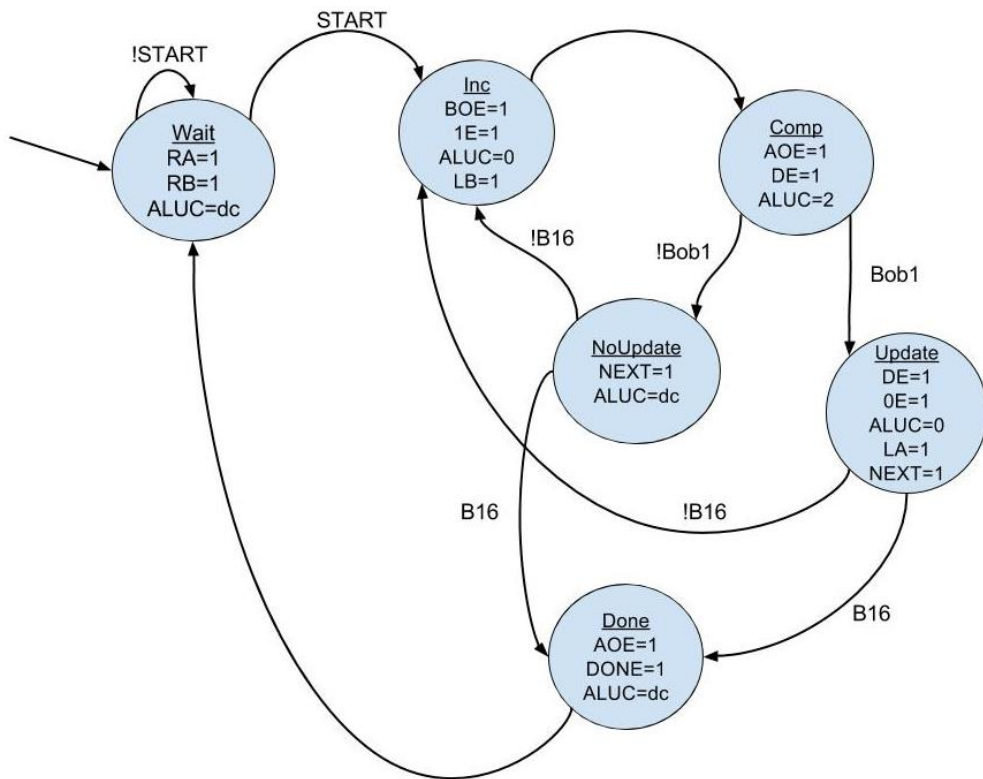 START
!START
Wait
RA=1
RB=1
ALUC=dc
Inc
BOE=1
1E=1
ALUC=0
LB=1
Comp
AOE=1
DE=1
ALUC=2
!B16
!Bob1
Bob1
NoUpdate
NEXT=1
ALUC=dc
Update
DE=1
0E=1
ALUC=0
LA=1
NEXT=1
B16
!B16
B16
Done
AOE=1
DONE=1
ALUC=dc